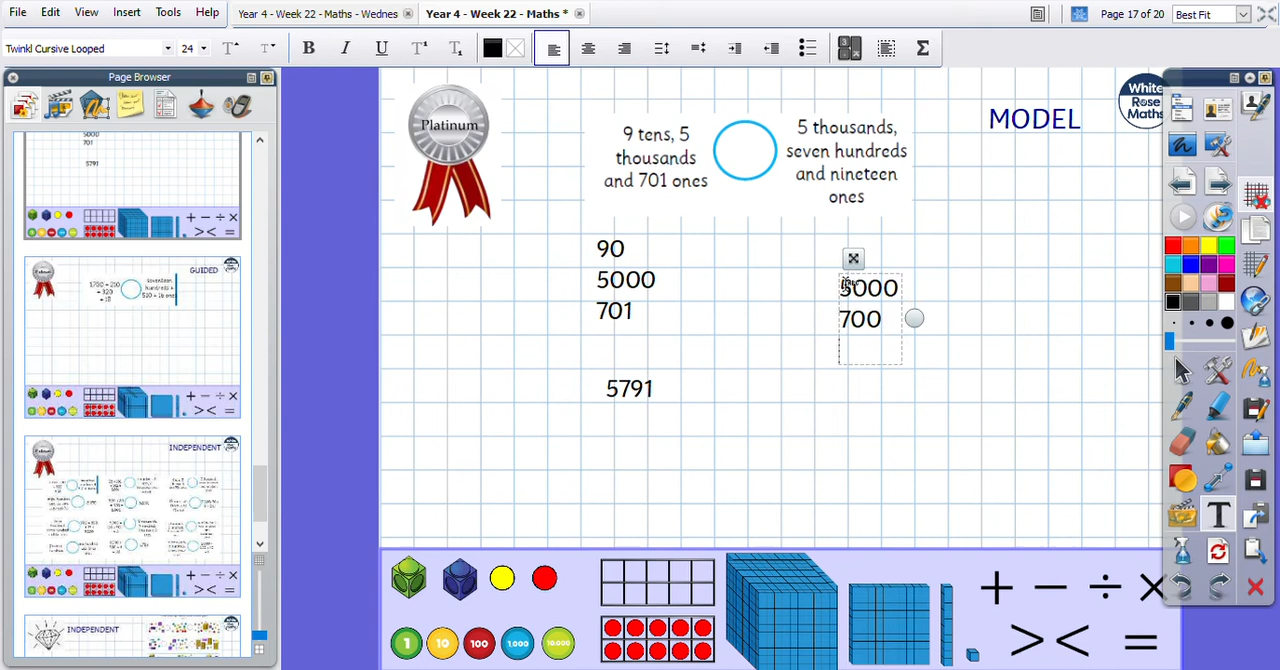 File Edit View Insert Tools Help
Year 4 - Week 22 - Maths - Wednes
Year 4 - Week 22 - Maths *
Page 17 of 20
Best Fit
Twinkl Cursive Looped
24
B I U
Page Browser
5000
701
5791
GUIDED
INDEPENDENT
INDEPENDENT
Platinum
9 tens, 5
thousands
and 701 ones
5 thousands,
seven hundreds
and nineteen
ones
MODEL
White
Rose
Maths
90
5000
701
5791
5000
700
1
10
100
1,000
10,000
+ − ÷ ×
> < =